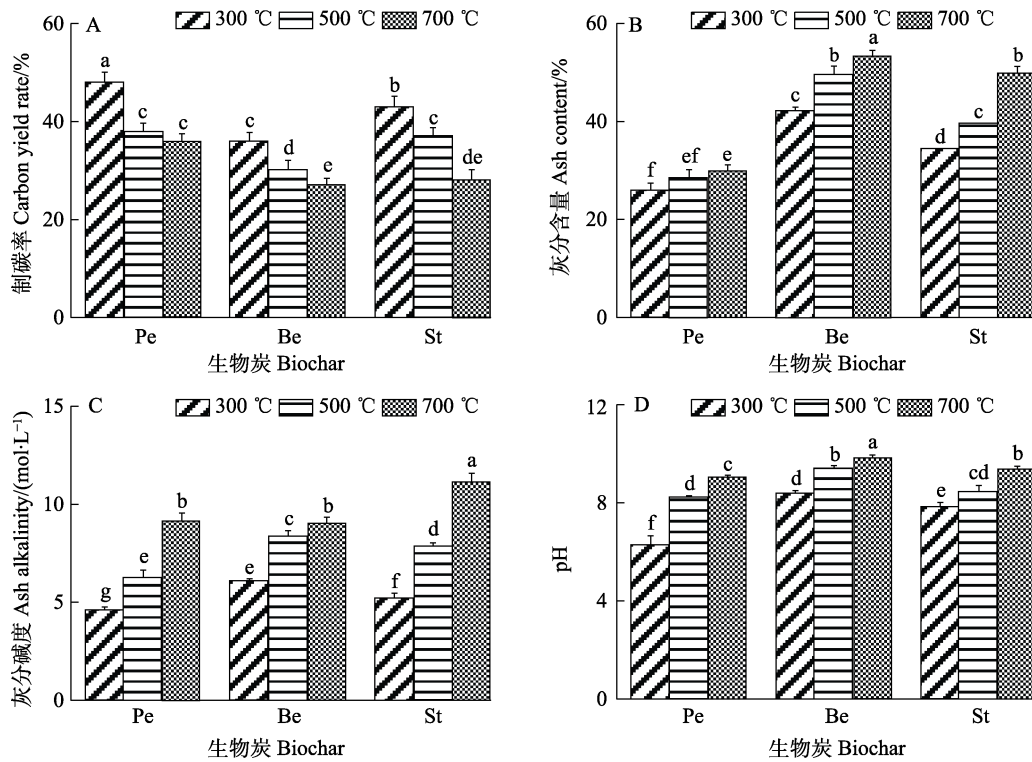 A
300 ℃ 500 ℃ 700 ℃
制碳率 Carbon yield rate/%
60
40
20
0
a c c
c d e
b c de
Pe Be St
生物炭 Biochar
B
300 ℃ 500 ℃ 700 ℃
灰分含量 Ash content/%
60
40
20
0
f ef e
c b a
d c b
Pe Be St
生物炭 Biochar
C
300 ℃ 500 ℃ 700 ℃
灰分碱度 Ash alkalinity/(mol·L⁻¹)
15
10
5
0
g e b
e c b
f d a
Pe Be St
生物炭 Biochar
D
300 ℃ 500 ℃ 700 ℃
pH
12
8
4
0
f d c
d b a
e cd b
Pe Be St
生物炭 Biochar